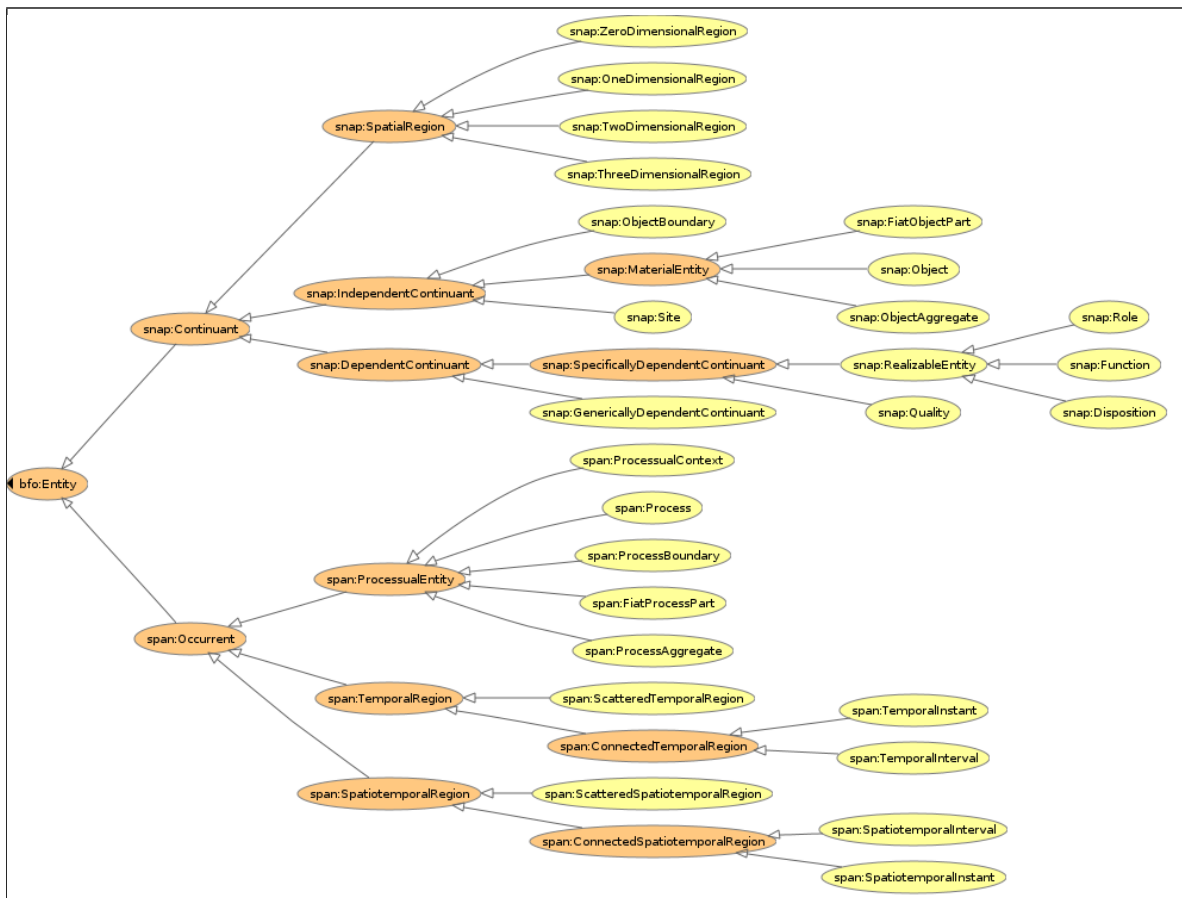 snap:ZeroDimensionalRegion
snap:OneDimensionalRegion
snap:SpatialRegion
snap:TwoDimensionalRegion
snap:ThreeDimensionalRegion
snap:ObjectBoundary
snap:FiatObjectPart
snap:MaterialEntity
snap:Object
snap:IndependentContinuant
snap:Site
snap:ObjectAggregate
snap:Role
snap:Continuant
snap:DependentContinuant
snap:SpecificallyDependentContinuant
snap:RealizableEntity
snap:Function
snap:GenericallyDependentContinuant
snap:Quality
snap:Disposition
span:ProcessualContext
bfo:Entity
span:Process
span:ProcessBoundary
span:ProcessualEntity
span:FiatProcessPart
span:Occurrent
span:ProcessAggregate
span:TemporalRegion
span:ScatteredTemporalRegion
span:TemporalInstant
span:ConnectedTemporalRegion
span:TemporalInterval
span:SpatiotemporalRegion
span:ScatteredSpatiotemporalRegion
span:SpatiotemporalInterval
span:ConnectedSpatiotemporalRegion
span:SpatiotemporalInstant